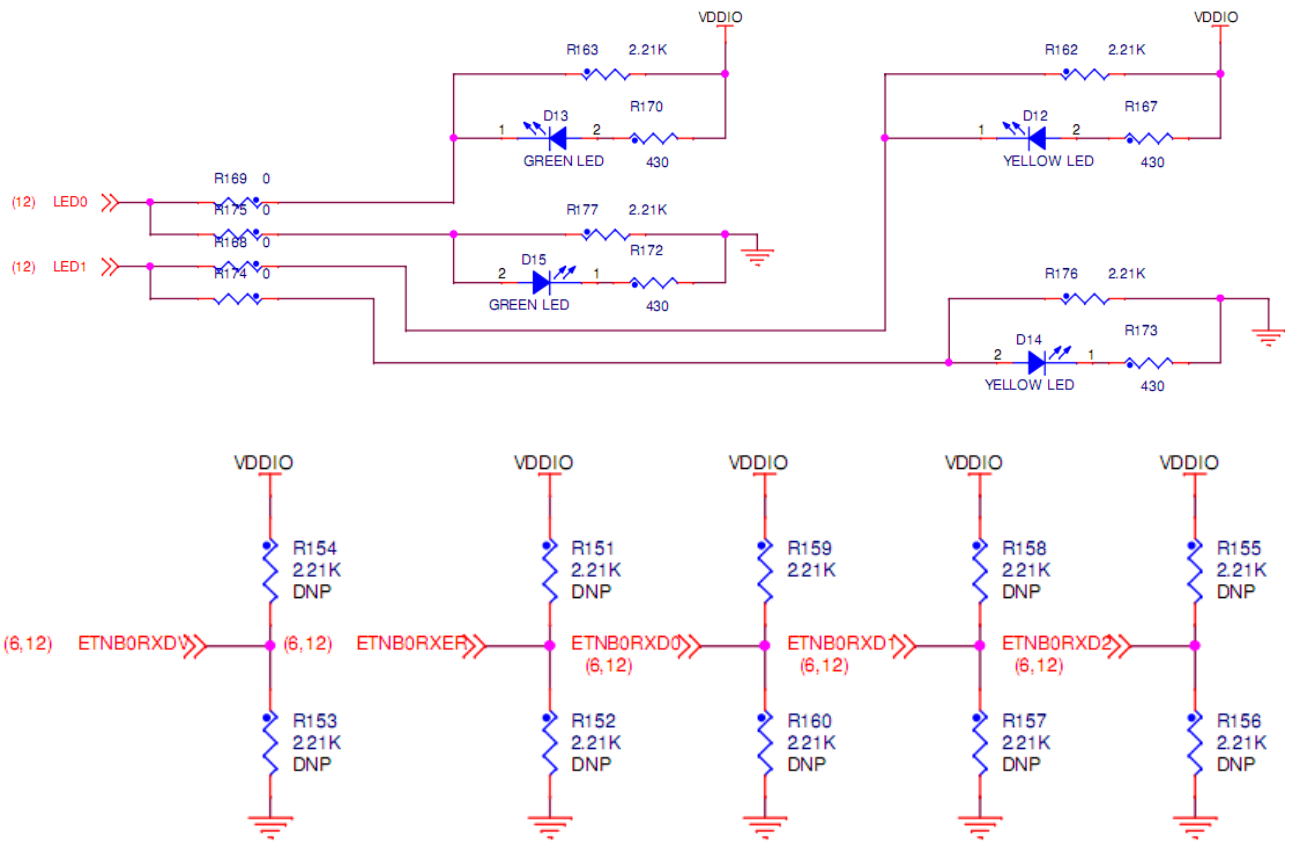 VDDIO VDDIO
R163 2.21K R162 2.21K
R170 R167
D13 D12
1 2 1 2
GREEN LED 430 YELLOW LED 430
R169 0
(12) LED0
R175 0 R177 2.21K
R168 0 R172
(12) LED1 D15
R174 0 2 1 R176 2.21K
GREEN LED 430
R173
D14
2 1
YELLOW LED 430
VDDIO VDDIO VDDIO VDDIO VDDIO
R154 R151 R159 R158 R155
2.21K 2.21K 2.21K 2.21K 2.21K
DNP DNP DNP DNP
(6,12) ETNB0RXDV (6,12) ETNB0RXER ETNB0RXD0 ETNB0RXD1 ETNB0RXD2
(6,12) (6,12) (6,12)
R153 R152 R160 R157 R156
2.21K 2.21K 2.21K 2.21K 2.21K
DNP DNP DNP DNP DNP